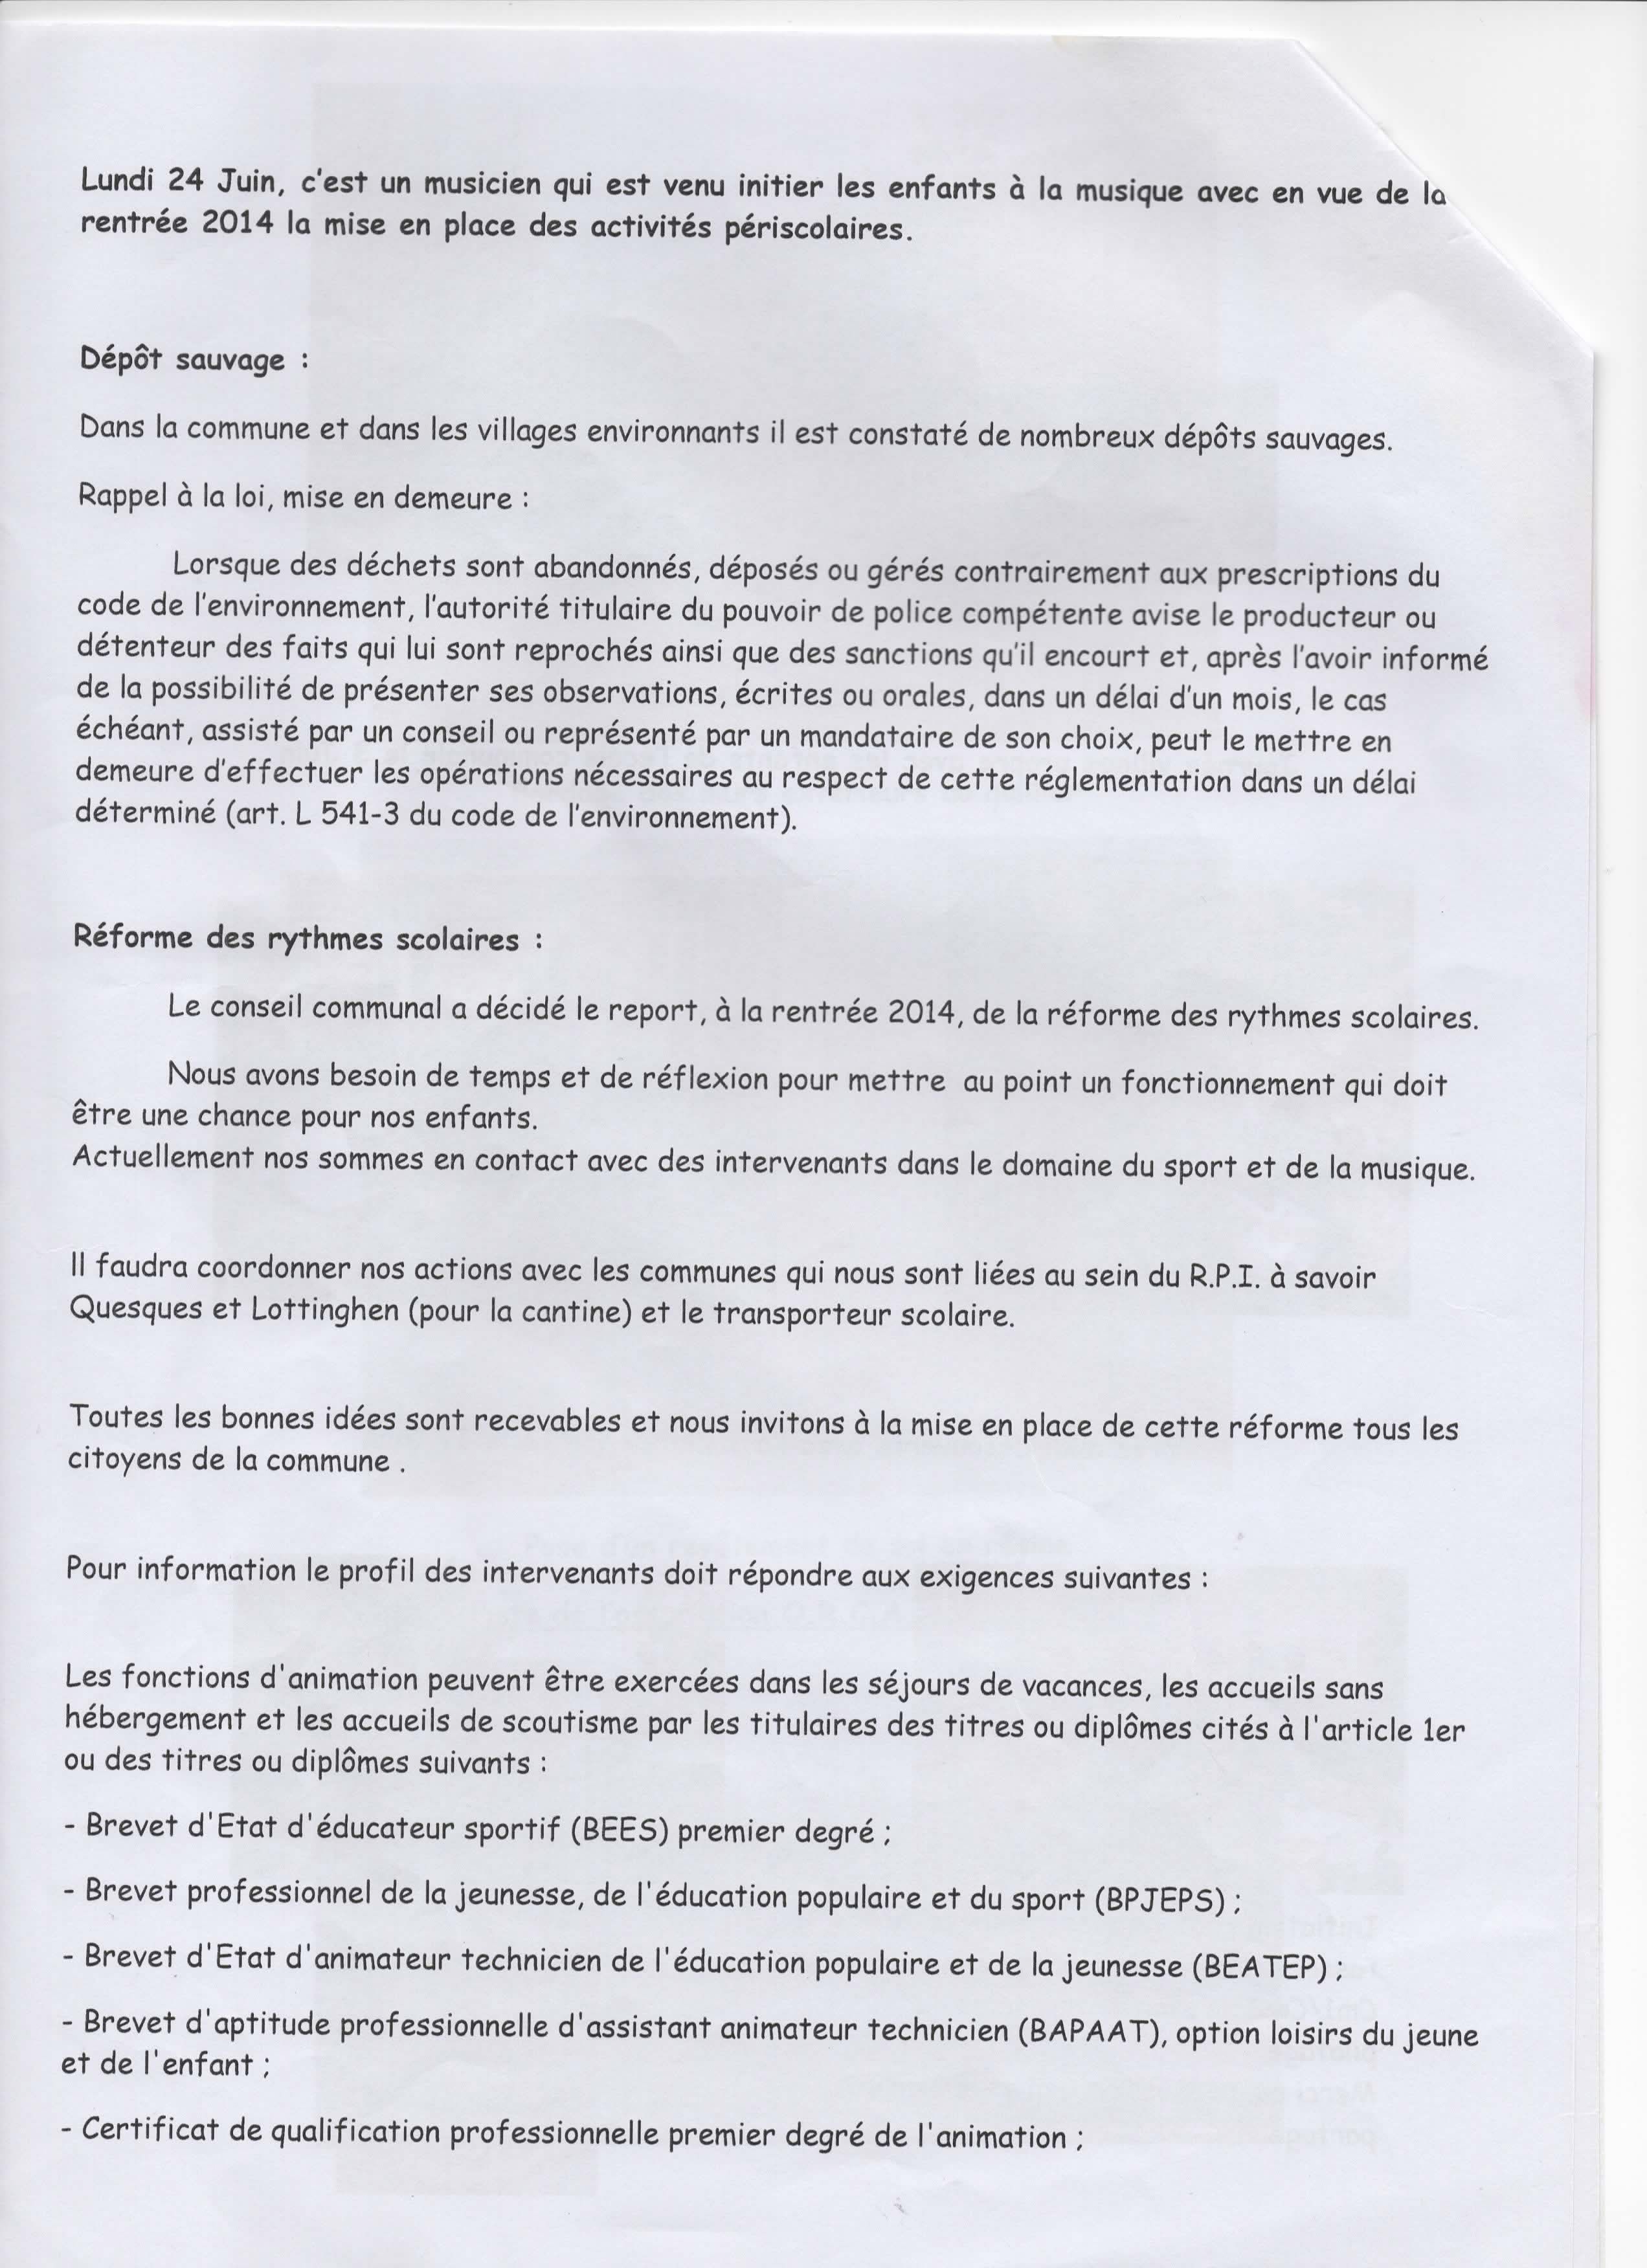 Lundi 24 Juin, c'est un musicien qui est venu initier les enfants à la musique avec en vue de la
rentrée 2014 la mise en place des activités périscolaires.
Dépôt sauvage :
Dans la commune et dans les villages environnants il est constaté de nombreux dépôts sauvages.
Rappel à la loi, mise en demeure :
Lorsque des déchets sont abandonnés, déposés ou gérés contrairement aux prescriptions du
code de l'environnement, l'autorité titulaire du pouvoir de police compétente avise le producteur ou
détenteur des faits qui lui sont reprochés ainsi que des sanctions qu'il encourt et, après l'avoir informé
de la possibilité de présenter ses observations, écrites ou orales, dans un délai d'un mois, le cas
échéant, assisté par un conseil ou représenté par un mandataire de son choix, peut le mettre en
demeure d'effectuer les opérations nécessaires au respect de cette réglementation dans un délai
déterminé (art. L 541-3 du code de l'environnement).
Réforme des rythmes scolaires :
Le conseil communal a décidé le report, à la rentrée 2014, de la réforme des rythmes scolaires.
Nous avons besoin de temps et de réflexion pour mettre au point un fonctionnement qui doit
être une chance pour nos enfants.
Actuellement nos sommes en contact avec des intervenants dans le domaine du sport et de la musique.
Il faudra coordonner nos actions avec les communes qui nous sont liées au sein du R.P.I. à savoir
Quesques et Lottinghen (pour la cantine) et le transporteur scolaire.
Toutes les bonnes idées sont recevables et nous invitons à la mise en place de cette réforme tous les
citoyens de la commune .
Pour information le profil des intervenants doit répondre aux exigences suivantes :
Les fonctions d'animation peuvent être exercées dans les séjours de vacances, les accueils sans
hébergement et les accueils de scoutisme par les titulaires des titres ou diplômes cités à l'article 1er
ou des titres ou diplômes suivants :
- Brevet d'Etat d'éducateur sportif (BEES) premier degré ;
- Brevet professionnel de la jeunesse, de l'éducation populaire et du sport (BPJEPS) ;
- Brevet d'Etat d'animateur technicien de l'éducation populaire et de la jeunesse (BEATEP) ;
- Brevet d'aptitude professionnelle d'assistant animateur technicien (BAPAAT), option loisirs du jeune
et de l'enfant ;
- Certificat de qualification professionnelle premier degré de l'animation ;